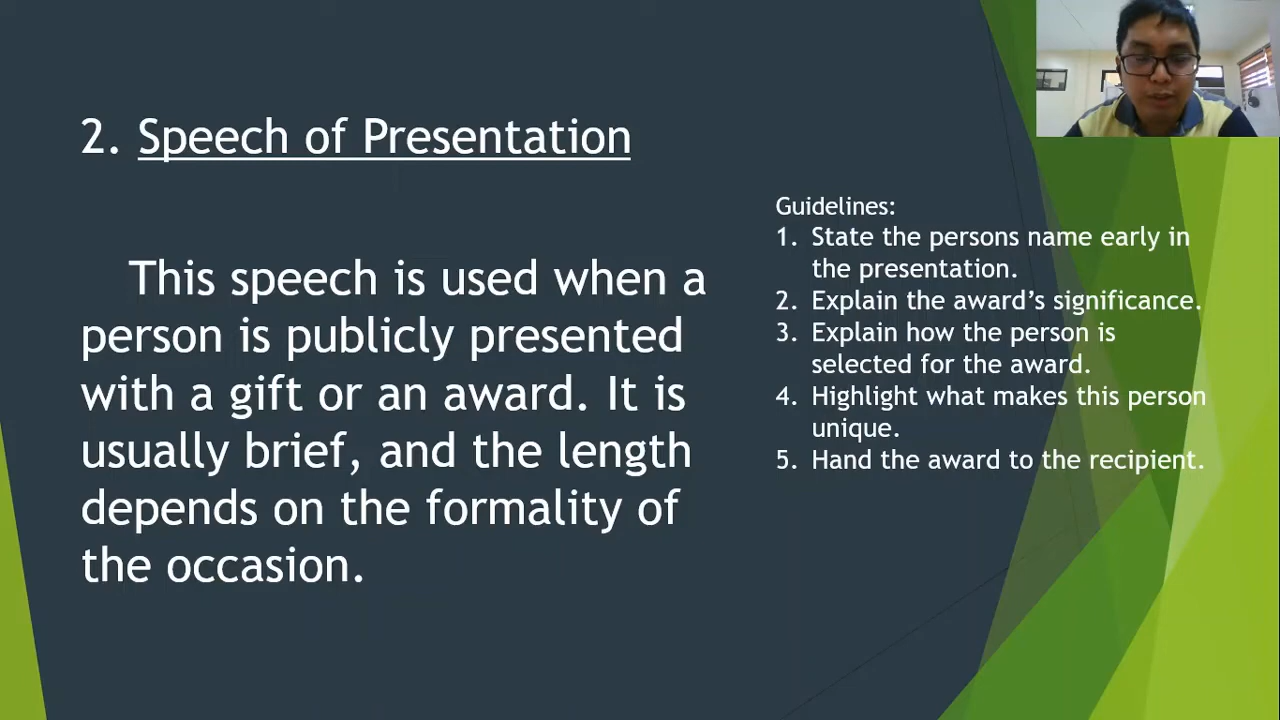 2. Speech of Presentation
This speech is used when a
person is publicly presented
with a gift or an award. It is
usually brief, and the length
depends on the formality of
the occasion.
Guidelines:
1. State the persons name early in
the presentation.
2. Explain the award’s significance.
3. Explain how the person is
selected for the award.
4. Highlight what makes this person
unique.
5. Hand the award to the recipient.